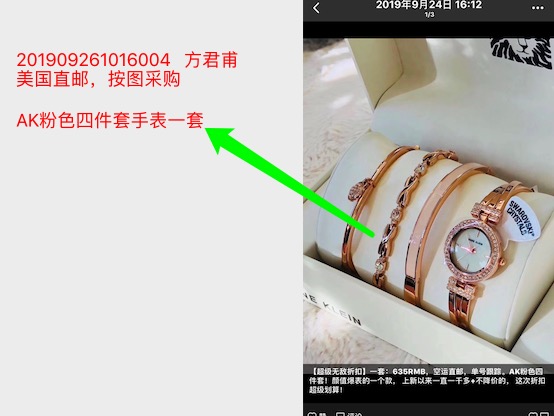 201909261016004 方君甫
美国直邮，按图采购
AK粉色四件套手表一套
2019年9月24日 16:12
1/3
SWAROVSKI
CRYSTALS
ANNE KLEIN
NE KLEIN
【超级无敌折扣】一套：635RMB，空运直邮，单号跟踪。AK粉色四
件套！颜值爆表的一个款，上新以来一直一千多+不降价的，这次折扣
超级划算！